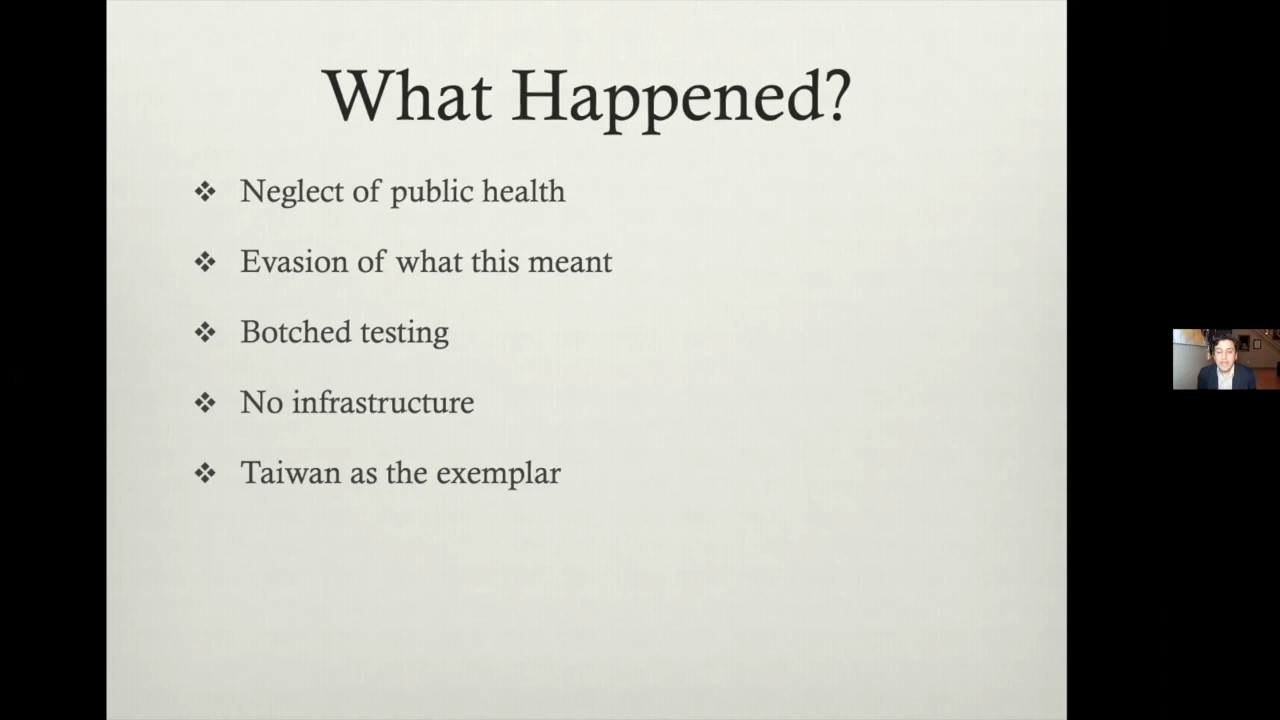 What Happened?
Neglect of public health
Evasion of what this meant
Botched testing
No infrastructure
Taiwan as the exemplar